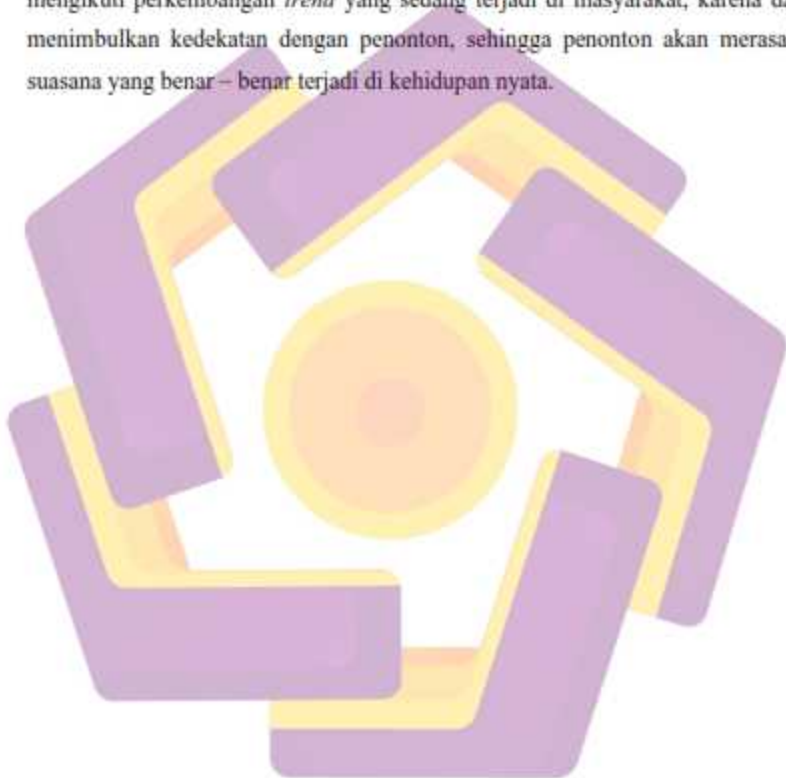 mengikuti perkembangan trend yang sedang terjadi di masyarakat, karena da
menimbulkan kedekatan dengan penonton, sehingga penonton akan merasa
suasana yang benar – benar terjadi di kehidupan nyata.